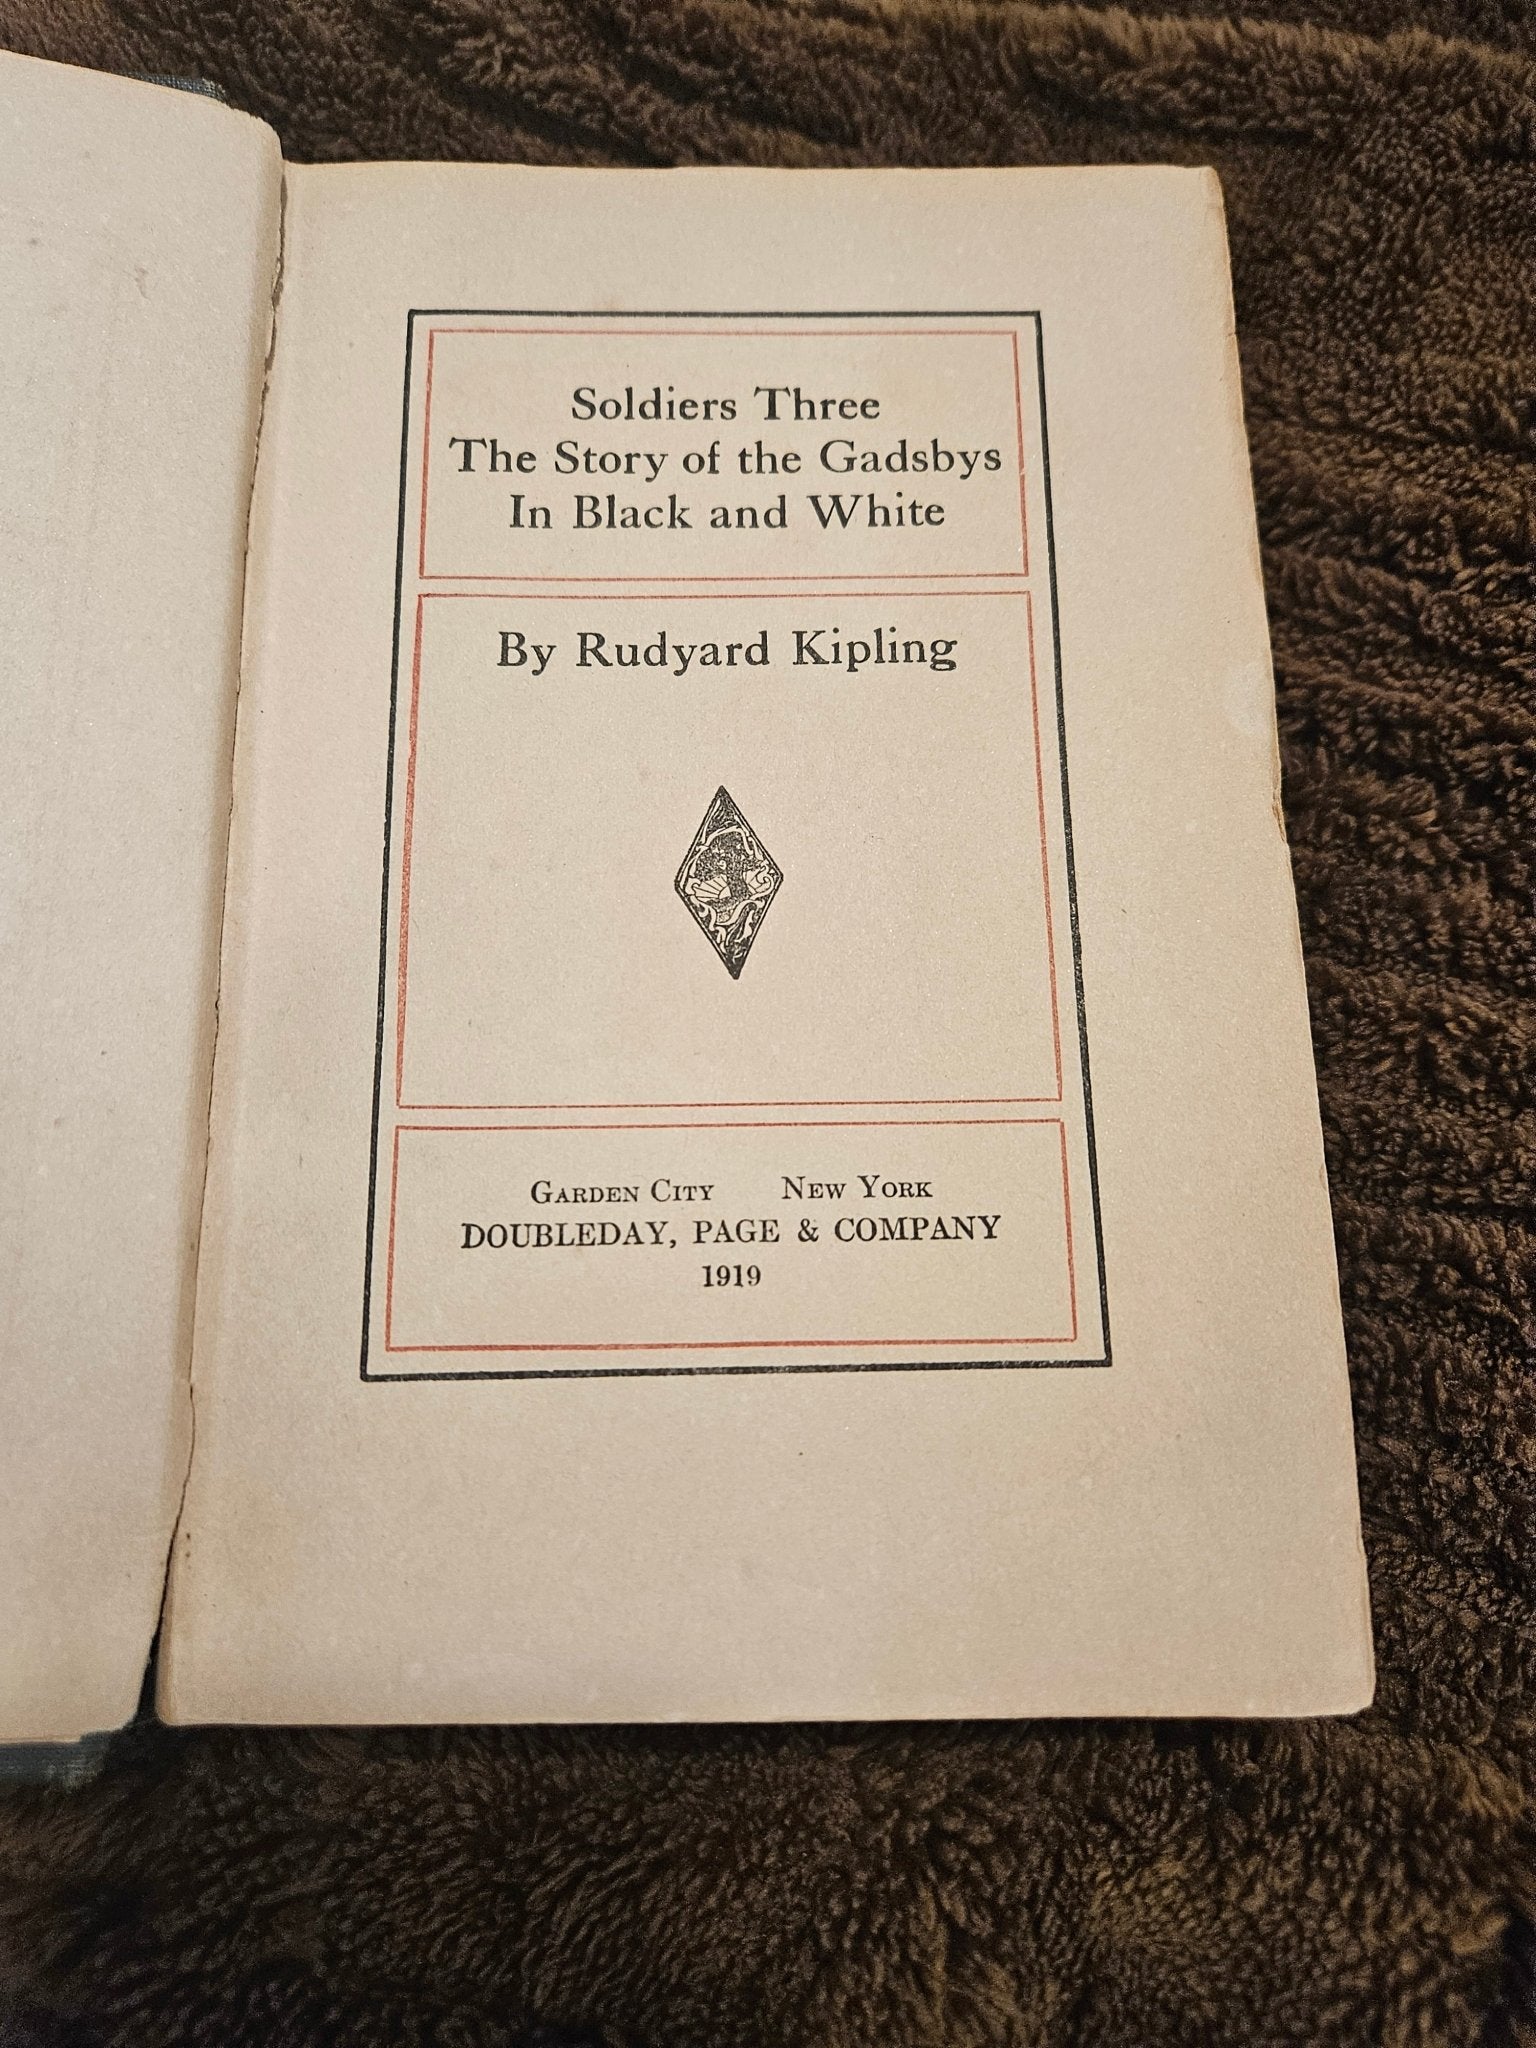 Soldiers Three
The Story of the Gadsbys
In Black and White
By Rudyard Kipling
Garden City New York
DOUBLEDAY, PAGE & COMPANY
1919